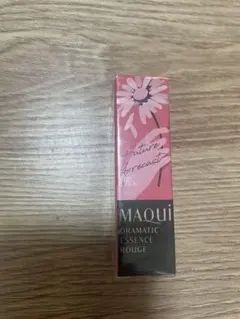 Future
forecast
MAQui
DRAMATIC
ESSENCE
ROUGE